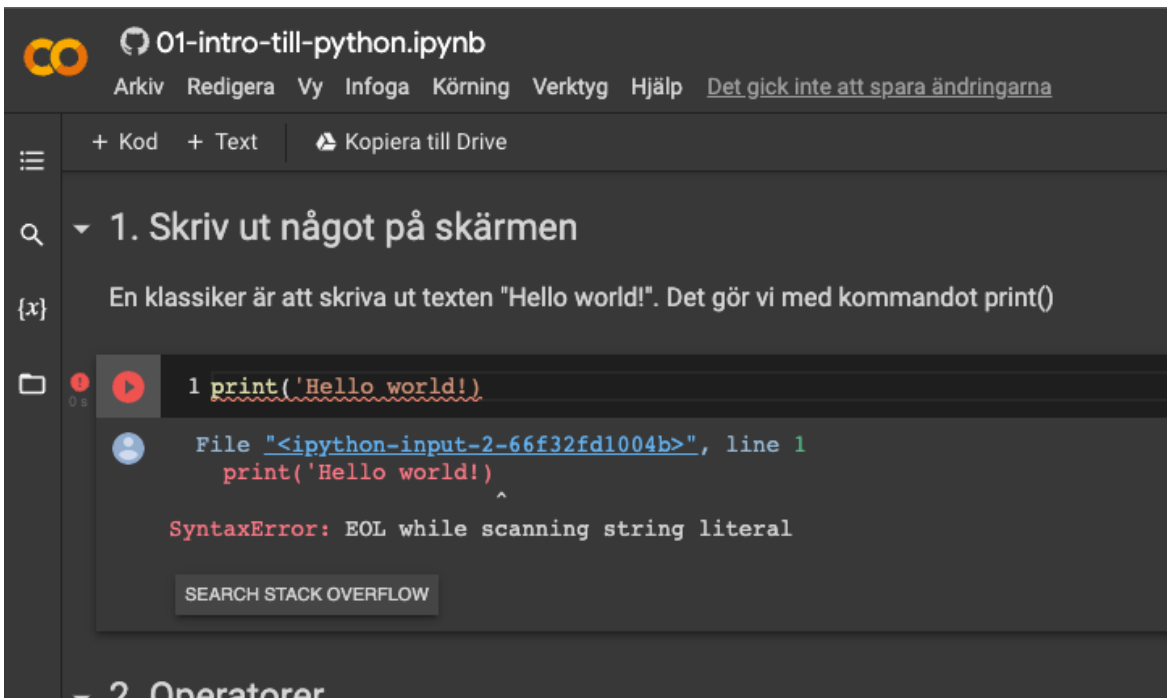 01-intro-till-python.ipynb
Arkiv Redigera Vy Infoga Körning Verktyg Hjälp Det gick inte att spara ändringarna
+ Kod + Text Kopiera till Drive
1. Skriv ut något på skärmen
{x} En klassiker är att skriva ut texten "Hello world!". Det gör vi med kommandot print()
0 s 1 print('Hello world!)
File "<ipython-input-2-66f32fd1004b>", line 1
print('Hello world!)
^
SyntaxError: EOL while scanning string literal
SEARCH STACK OVERFLOW
2. Operatorer